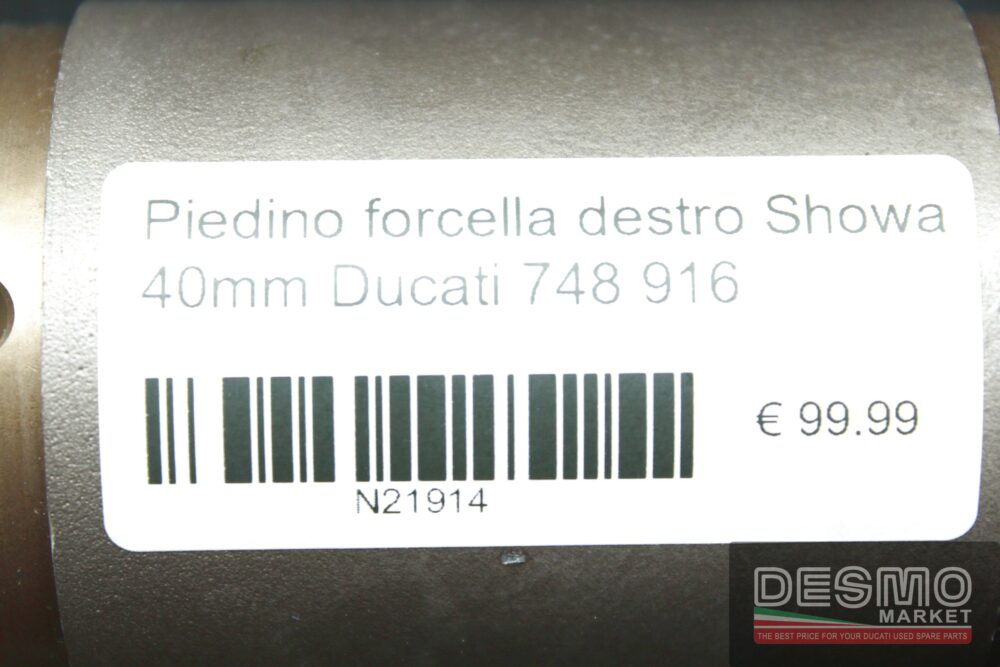 Piedino forcella destro Showa
40mm Ducati 748 916
€ 99.99
N21914
DESMO
MARKET
THE BEST PRICE FOR YOUR DUCATI USED SPARE PARTS